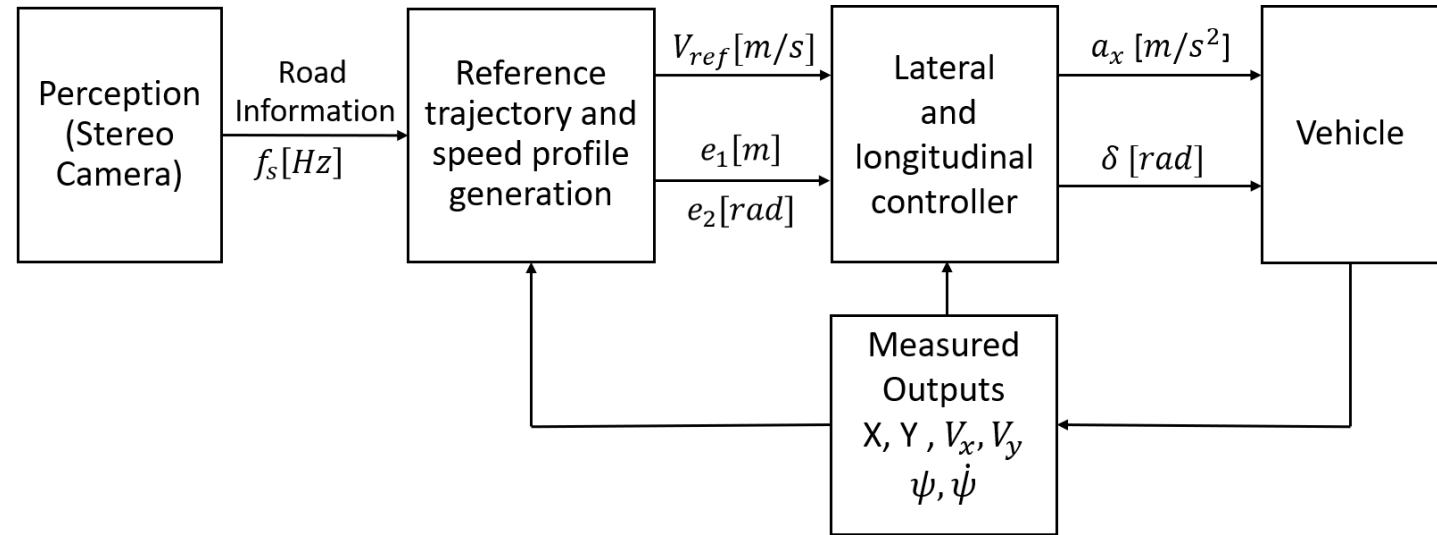 Perception
(Stereo
Camera)
Road
Information
f_s[Hz]
Reference
trajectory and
speed profile
generation
V_ref[m/s]
e_1[m]
e_2[rad]
Lateral
and
longitudinal
controller
a_x [m/s²]
δ [rad]
Vehicle
Measured
Outputs
X, Y , V_x, V_y
ψ, ψ̇